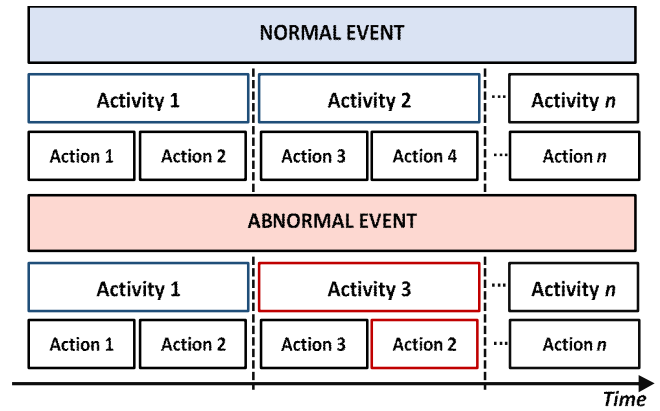 NORMAL EVENT
Activity 1 Activity 2 ... Activity n
Action 1 Action 2 Action 3 Action 4 ... Action n
ABNORMAL EVENT
Activity 1 Activity 3 ... Activity n
Action 1 Action 2 Action 3 Action 2 ... Action n
Time